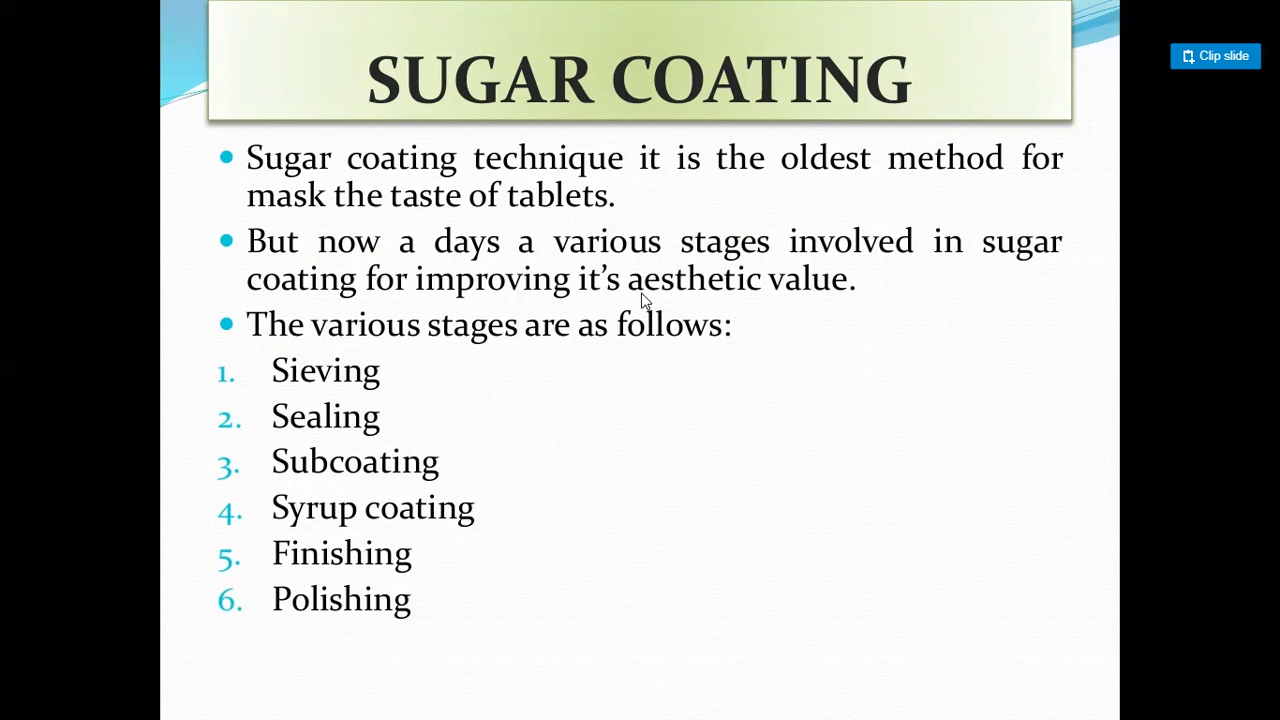 SUGAR COATING
Clip slide
• Sugar coating technique it is the oldest method for
mask the taste of tablets.
• But now a days a various stages involved in sugar
coating for improving it’s aesthetic value.
• The various stages are as follows:
1. Sieving
2. Sealing
3. Subcoating
4. Syrup coating
5. Finishing
6. Polishing